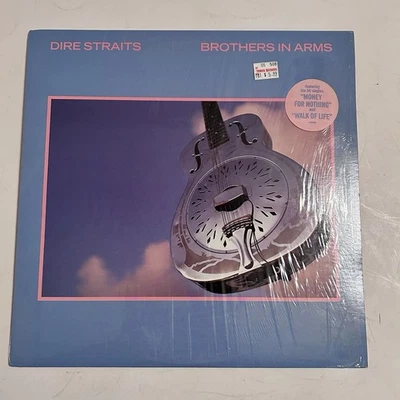 DIRE STRAITS
BROTHERS IN ARMS
"MONEY
FOR NOTHING"
"WALK OF LIFE"